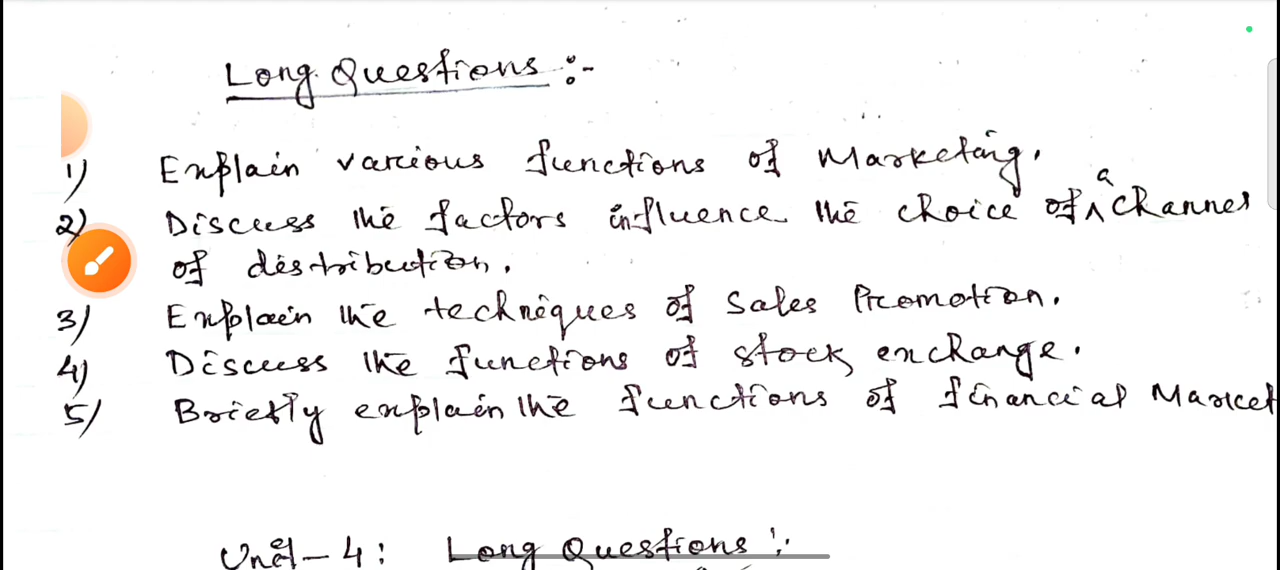 Long Questions :-
1) Explain various functions of Marketing.
2) Discuss the factors influence the choice of a channel
of distribution.
3) Explain the techniques of Sales Promotion.
4) Discuss the functions of stock exchange.
5) Briefly explain the functions of financial Market
Unit-4: Long Questions :